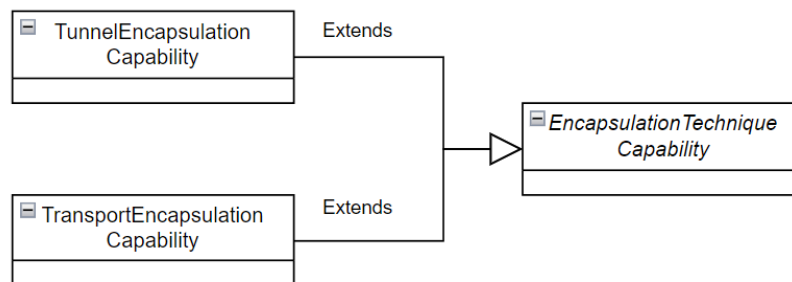 TunnelEncapsulation
Capability
Extends
EncapsulationTechnique
Capability
TransportEncapsulation
Capability
Extends